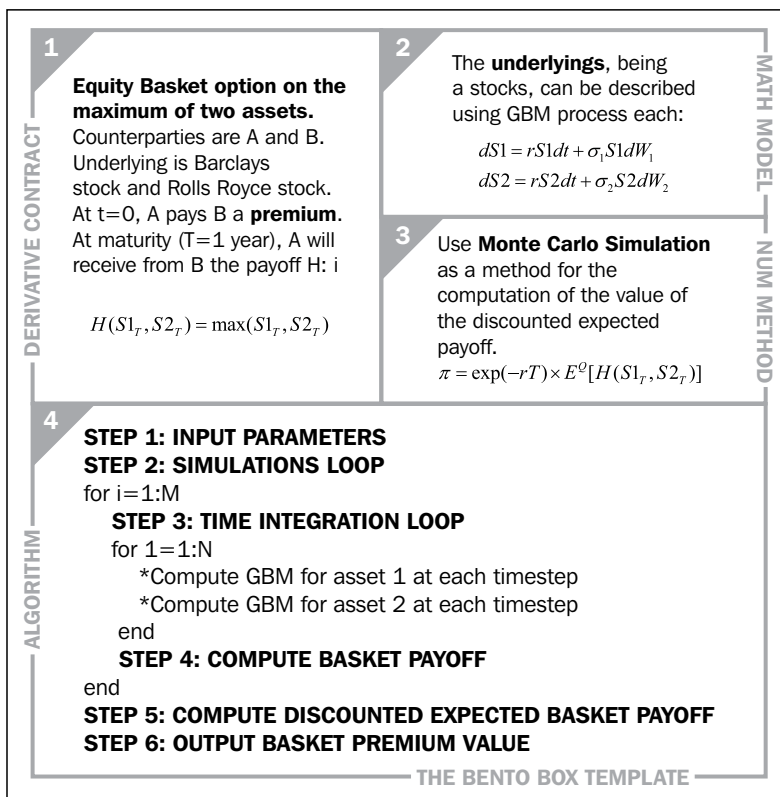 1
DERIVATIVE CONTRACT
Equity Basket option on the
maximum of two assets.
Counterparties are A and B.
Underlying is Barclays
stock and Rolls Royce stock.
At t=0, A pays B a premium.
At maturity (T=1 year), A will
receive from B the payoff H: i
H(S1_T, S2_T) = max(S1_T, S2_T)
2
MATH MODEL
The underlyings, being
a stocks, can be described
using GBM process each:
dS1 = rS1dt + σ₁S1dW₁
dS2 = rS2dt + σ₂S2dW₂
3
NUM METHOD
Use Monte Carlo Simulation
as a method for the
computation of the value of
the discounted expected
payoff.
π = exp(−rT) × E^Q[H(S1_T, S2_T)]
4
ALGORITHM
STEP 1: INPUT PARAMETERS
STEP 2: SIMULATIONS LOOP
for i=1:M
STEP 3: TIME INTEGRATION LOOP
for 1=1:N
*Compute GBM for asset 1 at each timestep
*Compute GBM for asset 2 at each timestep
end
STEP 4: COMPUTE BASKET PAYOFF
end
STEP 5: COMPUTE DISCOUNTED EXPECTED BASKET PAYOFF
STEP 6: OUTPUT BASKET PREMIUM VALUE
THE BENTO BOX TEMPLATE